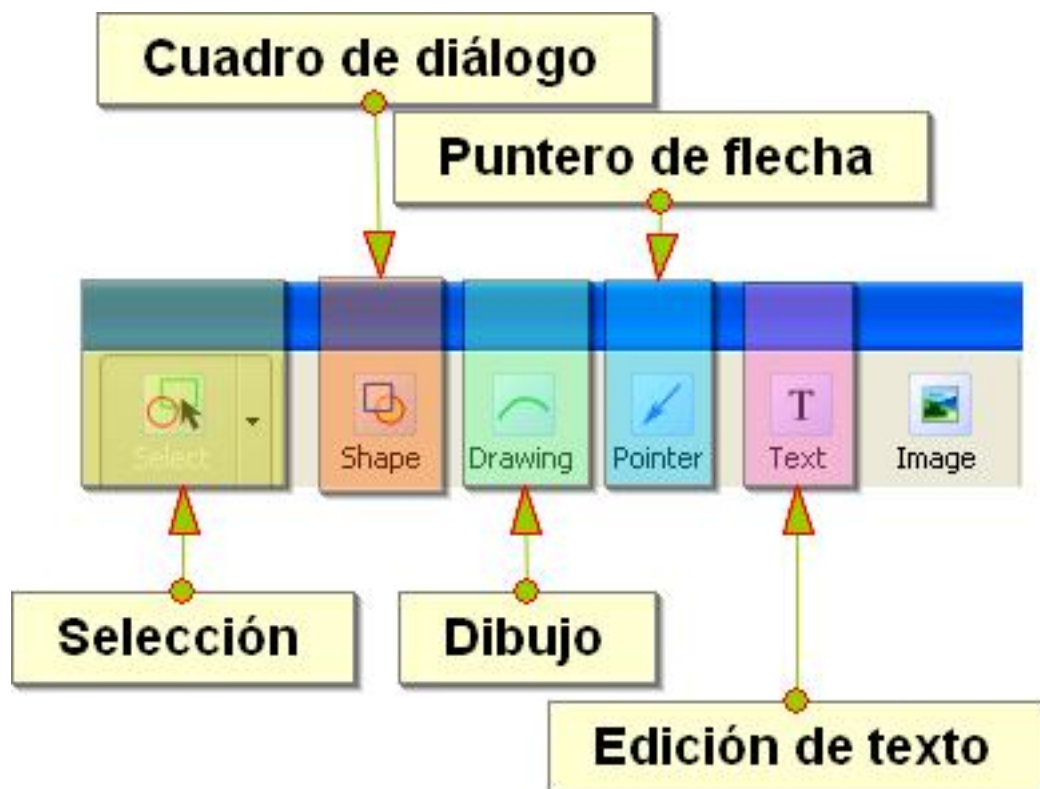 Cuadro de diálogo
Puntero de flecha
Select
Shape
Drawing
Pointer
Text
Image
Selección
Dibujo
Edición de texto